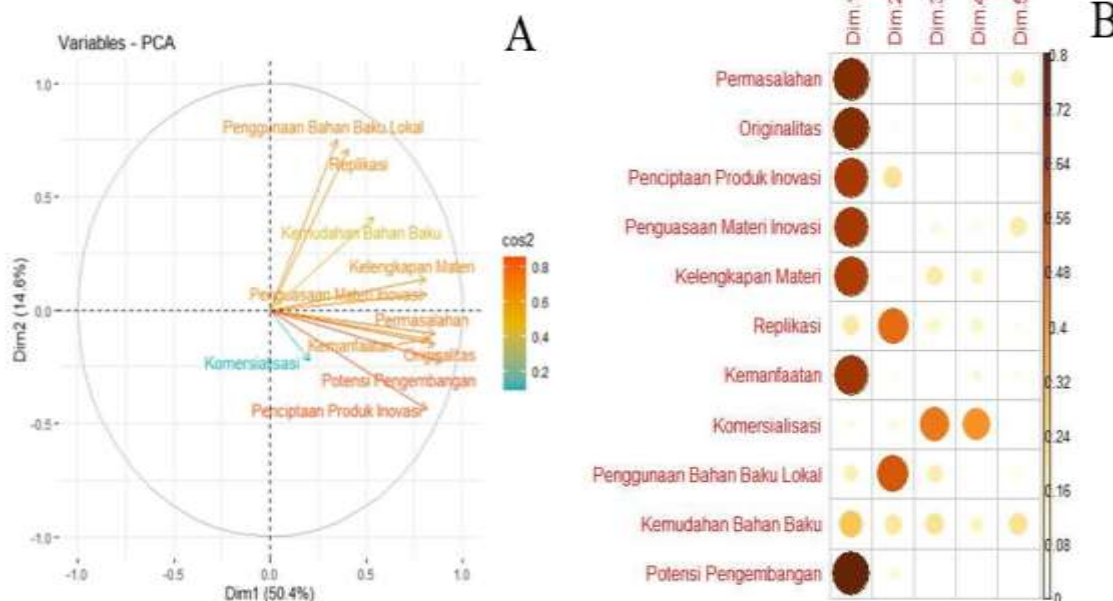 A
Variables - PCA
1.0
0.5
0.0
-0.5
-1.0
Dim2 (14.6%)
Penggunaan Bahan Baku Lokal
Replikasi
Kemudahan Bahan Baku
Kelengkapan Materi
Penguasaan Materi Inovasi
Permasalahan
Kemanfaatan
Originalitas
Komersialisasi
Potensi Pengembangan
Penciptaan Produk Inovasi
-1.0 -0.5 0.0 0.5 1.0
Dim1 (50.4%)
cos2
0.8
0.6
0.4
0.2
B
Dim.1 Dim.2 Dim.3 Dim.4 Dim.5
Permasalahan
Originalitas
Penciptaan Produk Inovasi
Penguasaan Materi Inovasi
Kelengkapan Materi
Replikasi
Kemanfaatan
Komersialisasi
Penggunaan Bahan Baku Lokal
Kemudahan Bahan Baku
Potensi Pengembangan
0.8
0.72
0.64
0.56
0.48
0.4
0.32
0.24
0.16
0.08
0